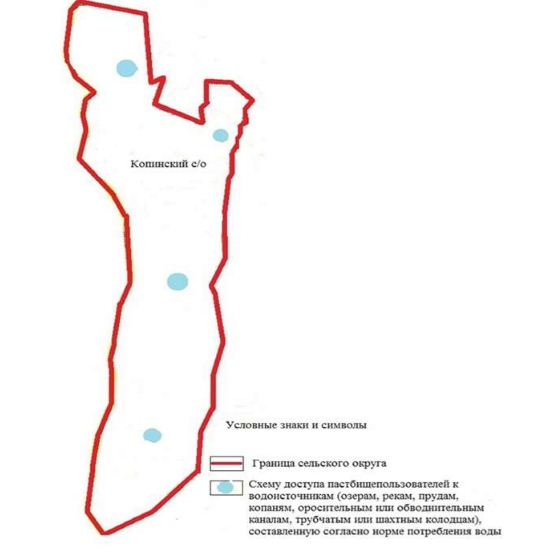 Копинский с/о
Условные знаки и символы
Граница сельского округа
Схему доступа пастбищепользователей к
водоисточникам (озерам, рекам, прудам,
копаням, оросительным или обводнительным
каналам, трубчатым или шахтным колодцам),
составленную согласно норме потребления воды